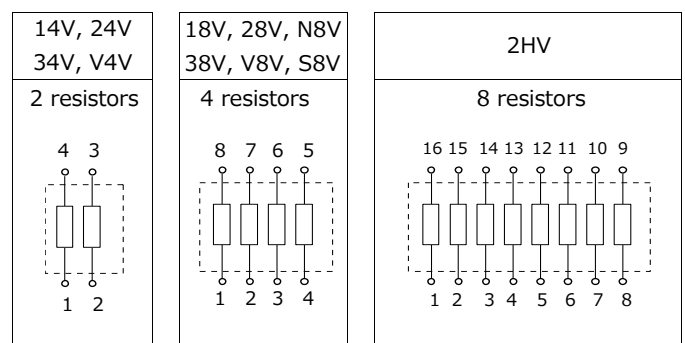 14V, 24V
34V, V4V
2 resistors
4 3
1 2
18V, 28V, N8V
38V, V8V, S8V
4 resistors
8 7 6 5
1 2 3 4
2HV
8 resistors
16 15 14 13 12 11 10 9
1 2 3 4 5 6 7 8